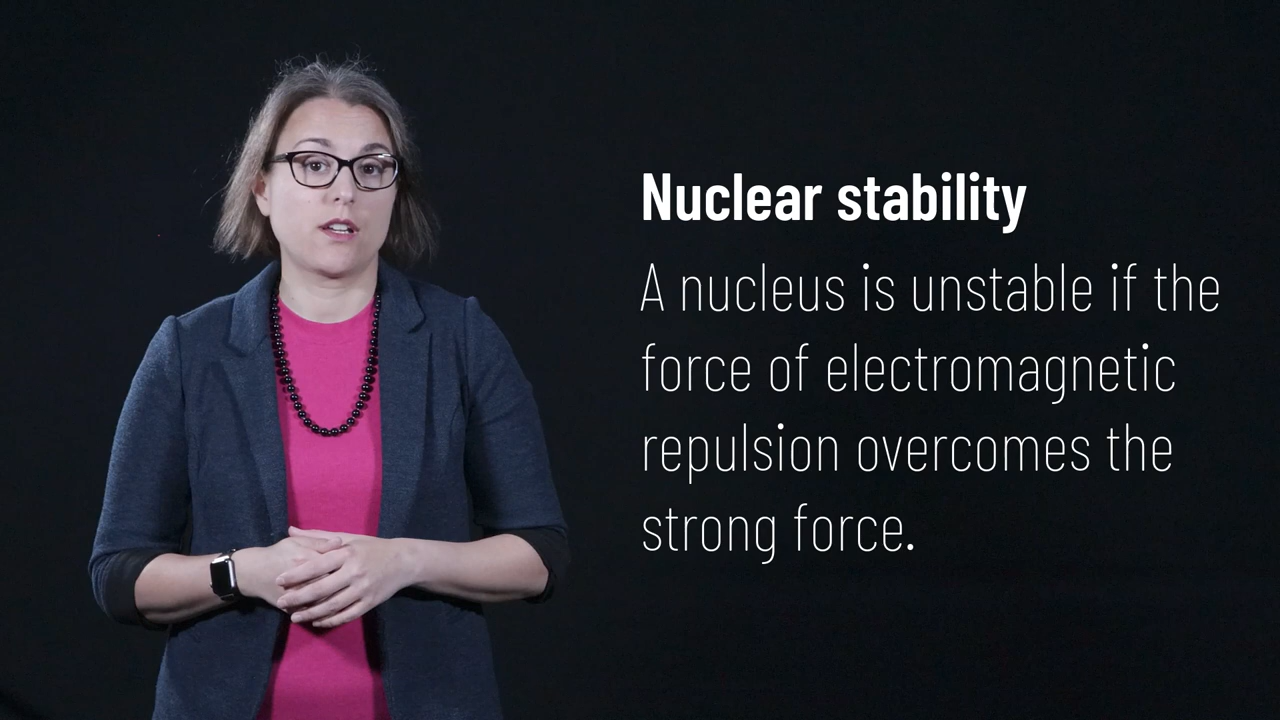 Nuclear stability
A nucleus is unstable if the
force of electromagnetic
repulsion overcomes the
strong force.